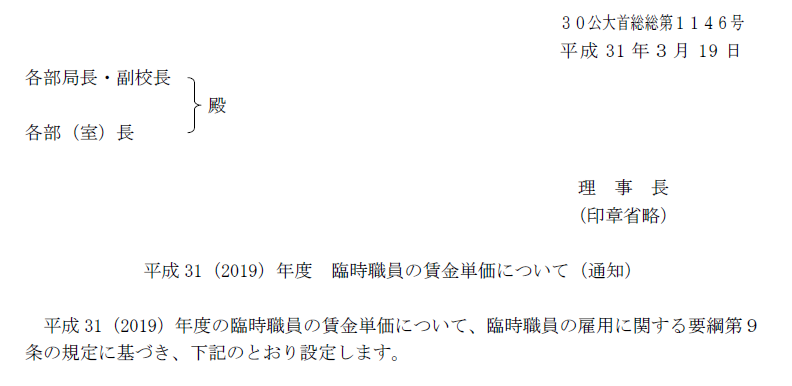 ３０公大首総総第１１４６号
平成 31 年３月 19 日
各部局長・副校長
殿
各部（室）長
理　事　長
（印章省略）
平成 31（2019）年度　臨時職員の賃金単価について（通知）
平成 31（2019）年度の臨時職員の賃金単価について、臨時職員の雇用に関する要綱第９
条の規定に基づき、下記のとおり設定します。